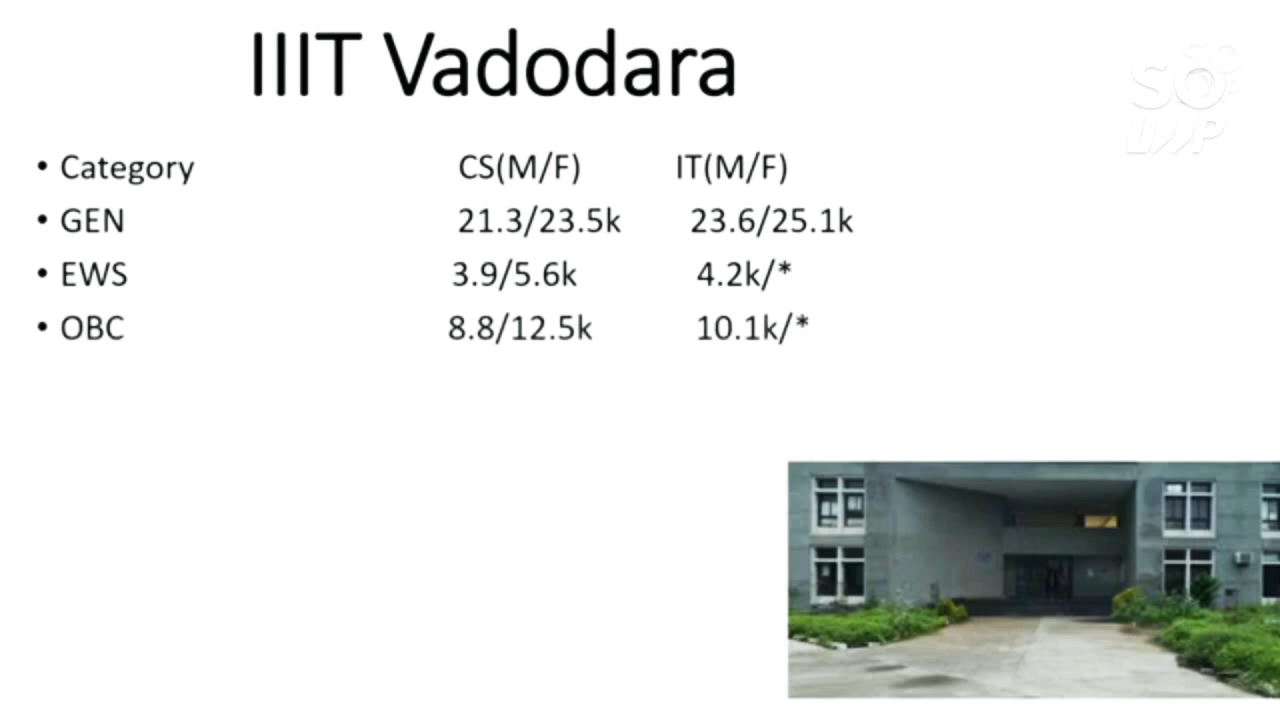 IIIT Vadodara
• Category CS(M/F) IT(M/F)
• GEN 21.3/23.5k 23.6/25.1k
• EWS 3.9/5.6k 4.2k/*
• OBC 8.8/12.5k 10.1k/*
SO